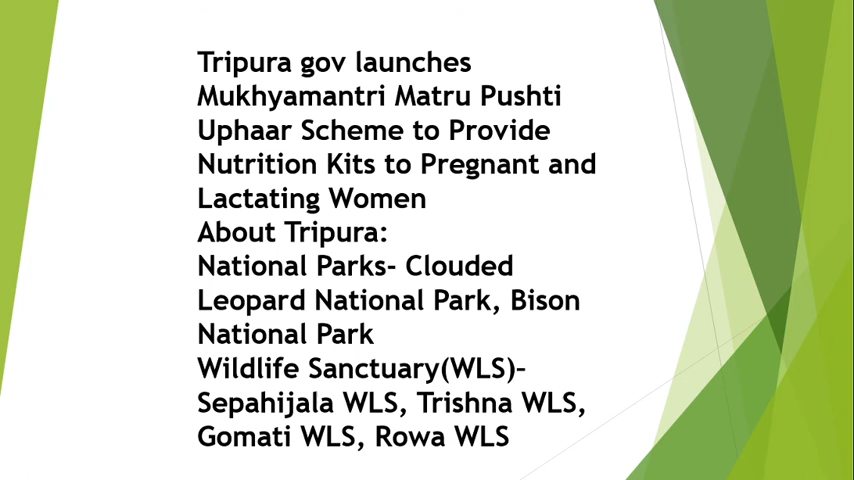 Tripura gov launches
Mukhyamantri Matru Pushti
Uphaar Scheme to Provide
Nutrition Kits to Pregnant and
Lactating Women
About Tripura:
National Parks- Clouded
Leopard National Park, Bison
National Park
Wildlife Sanctuary(WLS)–
Sepahijala WLS, Trishna WLS,
Gomati WLS, Rowa WLS